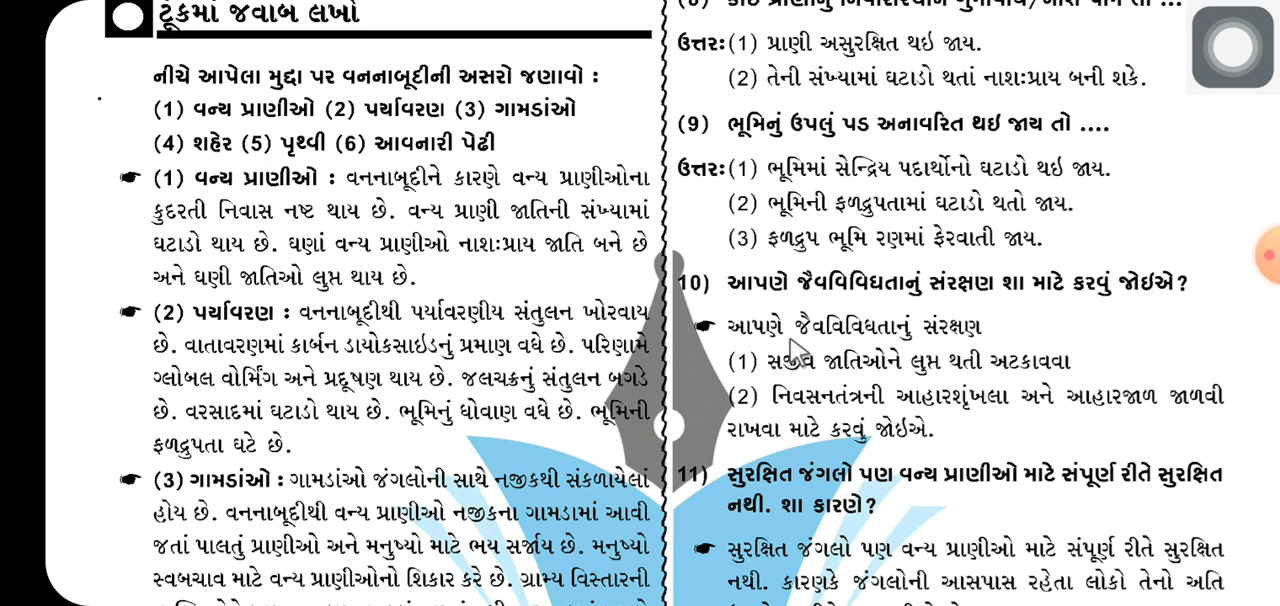 ટૂંકમાં જવાબ લખો
નીચે આપેલા મુદ્દા પર વનનાબૂદીની અસરો જણાવો :
(1) વન્ય પ્રાણીઓ (2) પર્યાવરણ (3) ગામડાંઓ
(4) શહેર (5) પૃથ્વી (6) આવનારી પેઢી
(1) વન્ય પ્રાણીઓ : વનનાબૂદીને કારણે વન્ય પ્રાણીઓના
કુદરતી નિવાસ નષ્ટ થાય છે. વન્ય પ્રાણી જાતિની સંખ્યામાં
ઘટાડો થાય છે. ઘણાં વન્ય પ્રાણીઓ નાશઃપ્રાય જાતિ બને છે
અને ઘણી જાતિઓ લુપ્ત થાય છે.
(2) પર્યાવરણ : વનનાબૂદીથી પર્યાવરણીય સંતુલન ખોરવાય
છે. વાતાવરણમાં કાર્બન ડાયોકસાઇડનું પ્રમાણ વધે છે. પરિણામે
ગ્લોબલ વોર્મિંગ અને પ્રદૂષણ થાય છે. જલચક્રનું સંતુલન બગડે
છે. વરસાદમાં ઘટાડો થાય છે. ભૂમિનું ધોવાણ વધે છે. ભૂમિની
ફળદ્રુપતા ઘટે છે.
(3) ગામડાંઓ : ગામડાંઓ જંગલોની સાથે નજીકથી સંકળાયેલાં
હોય છે. વનનાબૂદીથી વન્ય પ્રાણીઓ નજીકના ગામડામાં આવી
જતાં પાલતું પ્રાણીઓ અને મનુષ્યો માટે ભય સર્જાય છે. મનુષ્યો
સ્વબચાવ માટે વન્ય પ્રાણીઓનો શિકાર કરે છે. ગ્રામ્ય વિસ્તારની
ઉત્તરઃ (1) પ્રાણી અસુરક્ષિત થઇ જાય.
(2) તેની સંખ્યામાં ઘટાડો થતાં નાશઃપ્રાય બની શકે.
(9) ભૂમિનું ઉપલું પડ અનાવરિત થઇ જાય તો ....
ઉત્તરઃ (1) ભૂમિમાં સેન્દ્રિય પદાર્થોનો ઘટાડો થઇ જાય.
(2) ભૂમિની ફળદ્રુપતામાં ઘટાડો થતો જાય.
(3) ફળદ્રુપ ભૂમિ રણમાં ફેરવાતી જાય.
10) આપણે જૈવવિવિધતાનું સંરક્ષણ શા માટે કરવું જોઇએ?
આપણે જૈવવિવિધતાનું સંરક્ષણ
(1) સજીવ જાતિઓને લુપ્ત થતી અટકાવવા
(2) નિવસનતંત્રની આહારશૃંખલા અને આહારજાળ જાળવી
રાખવા માટે કરવું જોઇએ.
11) સુરક્ષિત જંગલો પણ વન્ય પ્રાણીઓ માટે સંપૂર્ણ રીતે સુરક્ષિત
નથી. શા કારણે?
સુરક્ષિત જંગલો પણ વન્ય પ્રાણીઓ માટે સંપૂર્ણ રીતે સુરક્ષિત
નથી. કારણકે જંગલોની આસપાસ રહેતા લોકો તેનો અતિ